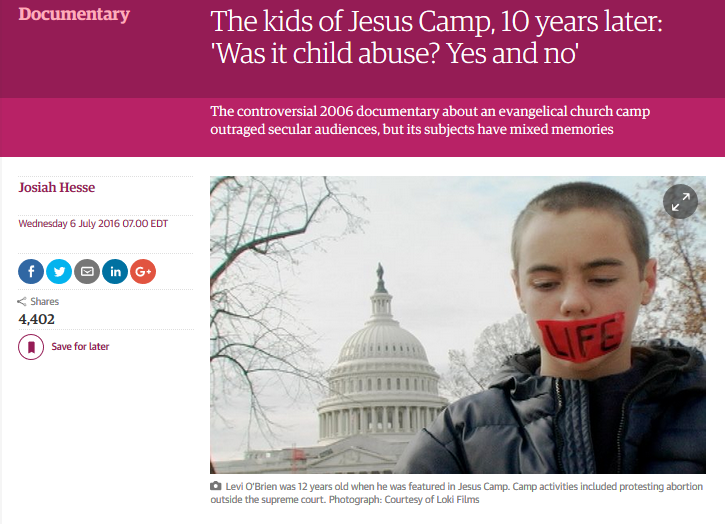 Documentary
The kids of Jesus Camp, 10 years later:
'Was it child abuse? Yes and no'
The controversial 2006 documentary about an evangelical church camp
outraged secular audiences, but its subjects have mixed memories
Josiah Hesse
Wednesday 6 July 2016 07.00 EDT
f
in
G+
Shares
4,402
Save for later
LIFE
Levi O'Brien was 12 years old when he was featured in Jesus Camp. Camp activities included protesting abortion
outside the supreme court. Photograph: Courtesy of Loki Films